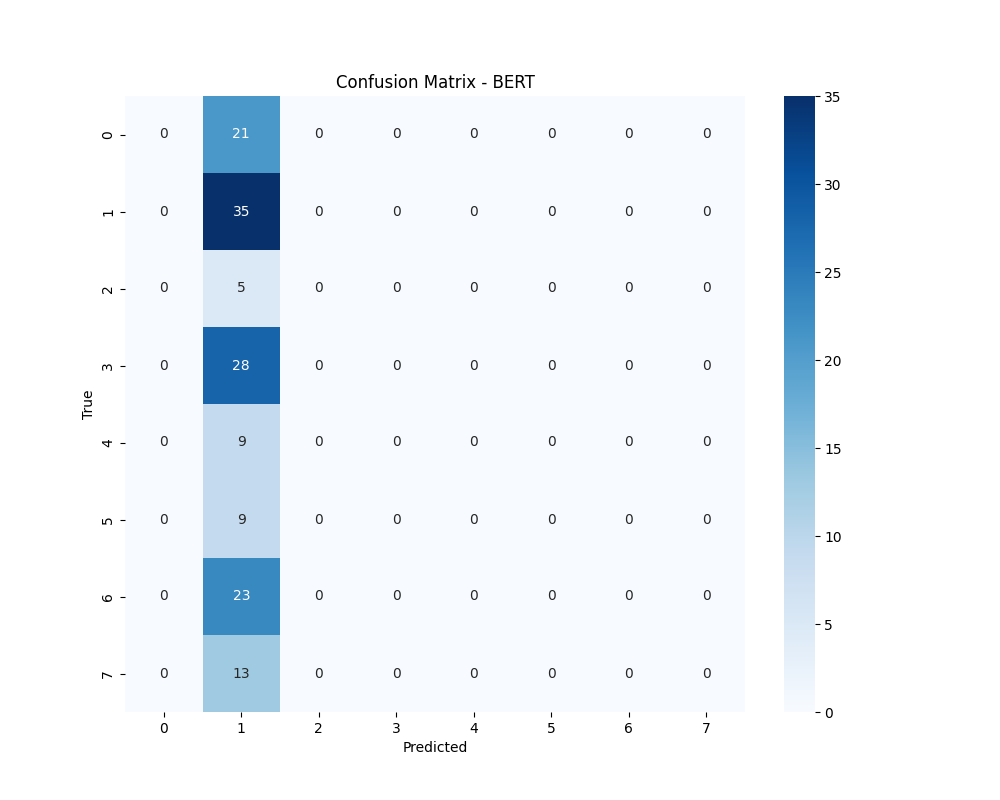 Confusion Matrix - BERT
0 0 21 0 0 0 0 0 0
1 0 35 0 0 0 0 0 0
2 0 5 0 0 0 0 0 0
3 0 28 0 0 0 0 0 0
4 0 9 0 0 0 0 0 0
5 0 9 0 0 0 0 0 0
6 0 23 0 0 0 0 0 0
7 0 13 0 0 0 0 0 0
0 1 2 3 4 5 6 7
True
Predicted
35
30
25
20
15
10
5
0